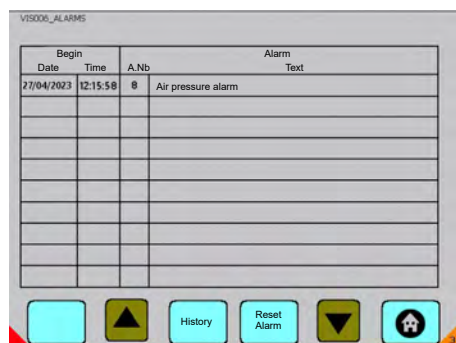 VIS006_ALARMS
Begin Alarm
Date Time A.Nb Text
27/04/2023 12:15:58 8 Air pressure alarm
History
Reset
Alarm